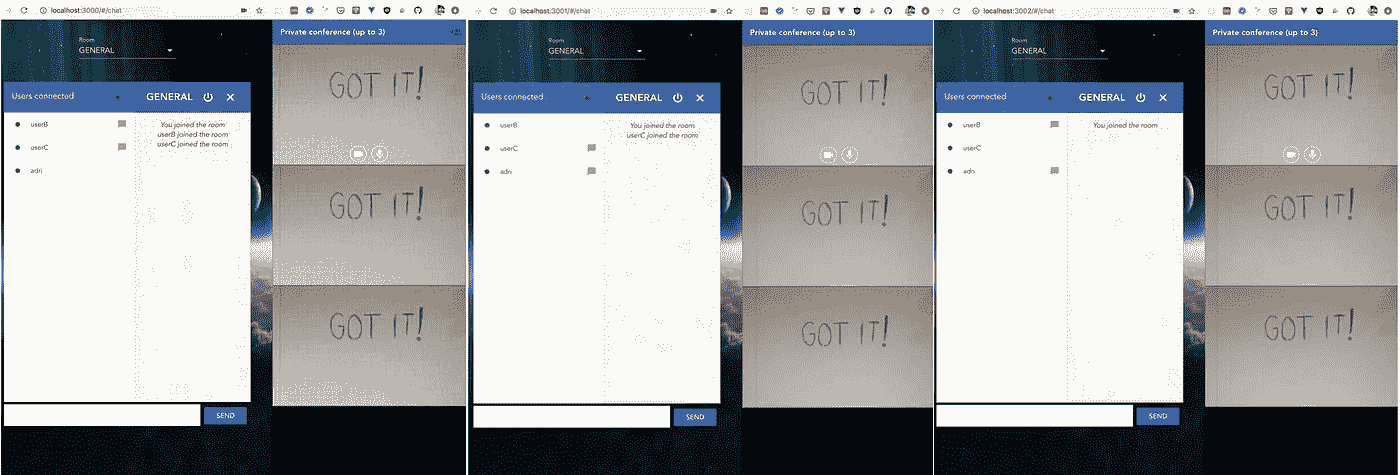 localhost:3000/#/chat
Room
GENERAL
Users connected
GENERAL
userB
userC
adri
You joined the room
userB joined the room
userC joined the room
SEND
Private conference (up to 3)
GOT IT!
GOT IT!
GOT IT!
localhost:3001/#/chat
Room
GENERAL
Users connected
GENERAL
userB
userC
adri
You joined the room
userC joined the room
SEND
Private conference (up to 3)
GOT IT!
GOT IT!
GOT IT!
localhost:3002/#/chat
Room
GENERAL
Users connected
GENERAL
userB
userC
adri
You joined the room
SEND
Private conference (up to 3)
GOT IT!
GOT IT!
GOT IT!